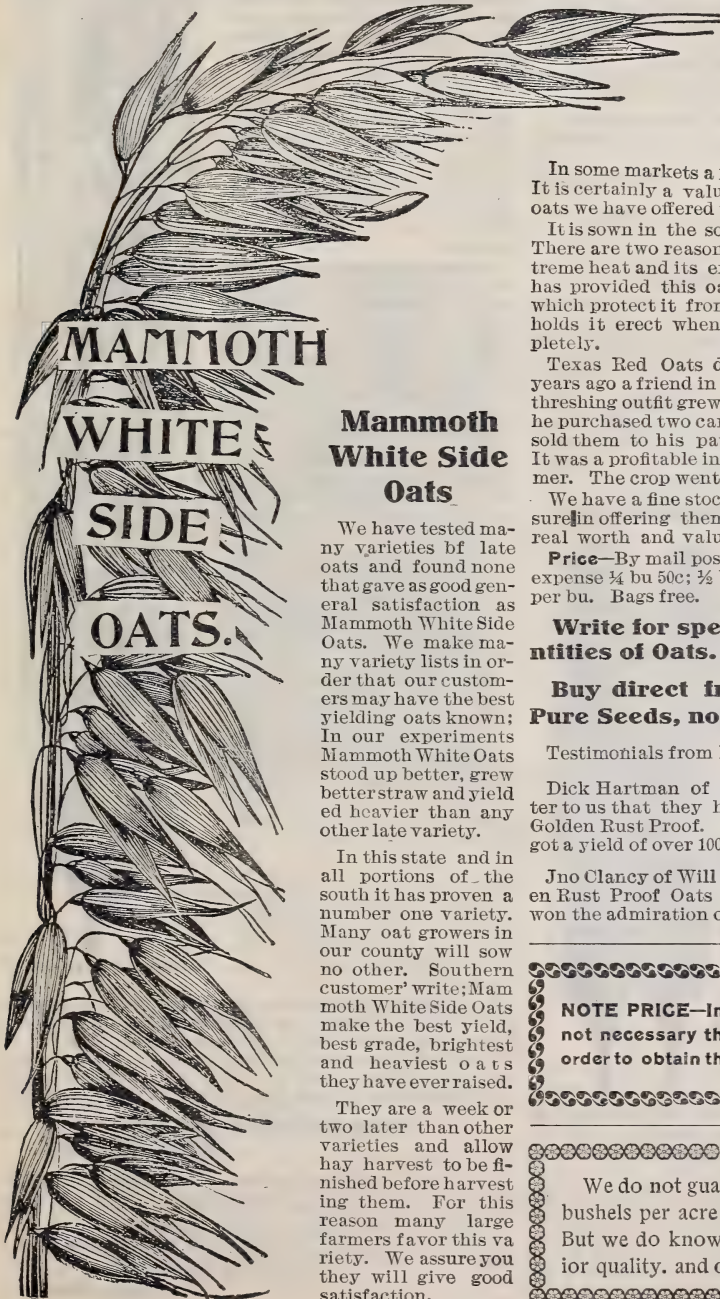 MAMMOTH
WHITE
SIDE
OATS.
Mammoth
White Side
Oats
We have tested ma-
ny varieties bf late
oats and found none
that gave as good gen-
eral satisfaction as
Mammoth White Side
Oats. We make ma-
ny variety lists in or-
der that our custom-
ers may have the best
yielding oats known;
In our experiments
Mammoth White Oats
stood up better, grew
better straw and yield
ed heavier than any
other late variety.
In this state and in
all portions of the
south it has proven a
number one variety.
Many oat growers in
our county will sow
no other. Southern
customer' write; Mam
moth White Side Oats
make the best yield,
best grade, brightest
and heaviest oats
they have ever raised.
They are a week or
two later than other
varieties and allow
hay harvest to be fi-
nished before harvest
ing them. For this
reason many large
farmers favor this va
riety. We assure you
they will give good
satisfaction.
In some markets a
It is certainly a valu
oats we have offered
It is sown in the so
There are two reason
treme heat and its e
has provided this oa
which protect it from
holds it erect when
pletely.
Texas Red Oats d
years ago a friend in
threshing outfit grew
he purchased two car
sold them to his pa
It was a profitable in
mer. The crop went
We have a fine stoc
sure in offering them
real worth and valu
Price—By mail pos
expense ¼ bu 50c; ½
per bu. Bags free.
Write for spe
ntities of Oats.
Buy direct fr
Pure Seeds, no
Testimonials from
Dick Hartman of
ter to us that they h
Golden Rust Proof.
got a yield of over 100
Jno Clancy of Will
en Rust Proof Oats
won the admiration o
NOTE PRICE—In
not necessary th
order to obtain th
We do not gua
bushels per acre
But we do know
ior quality. and